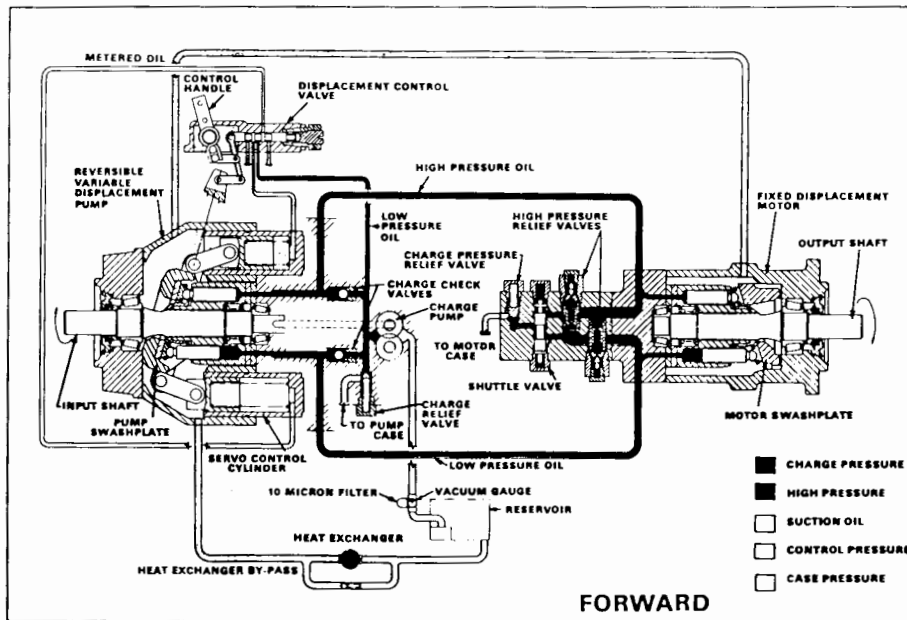 METERED OIL
CONTROL
HANDLE
DISPLACEMENT CONTROL
VALVE
REVERSIBLE
VARIABLE
DISPLACEMENT
PUMP
HIGH PRESSURE OIL
LOW
PRESSURE
OIL
HIGH PRESSURE
RELIEF VALVES
FIXED DISPLACEMENT
MOTOR
OUTPUT SHAFT
CHARGE PRESSURE
RELIEF VALVE
CHARGE CHECK
VALVES
CHARGE
PUMP
TO MOTOR
CASE
SHUTTLE VALVE
INPUT SHAFT
PUMP
SWASHPLATE
SERVO CONTROL
CYLINDER
TO PUMP
CASE
CHARGE
RELIEF
VALVE
MOTOR SWASHPLATE
LOW PRESSURE OIL
10 MICRON FILTER
VACUUM GAUGE
RESERVOIR
HEAT EXCHANGER
HEAT EXCHANGER BY-PASS
CHARGE PRESSURE
HIGH PRESSURE
SUCTION OIL
CONTROL PRESSURE
CASE PRESSURE
FORWARD